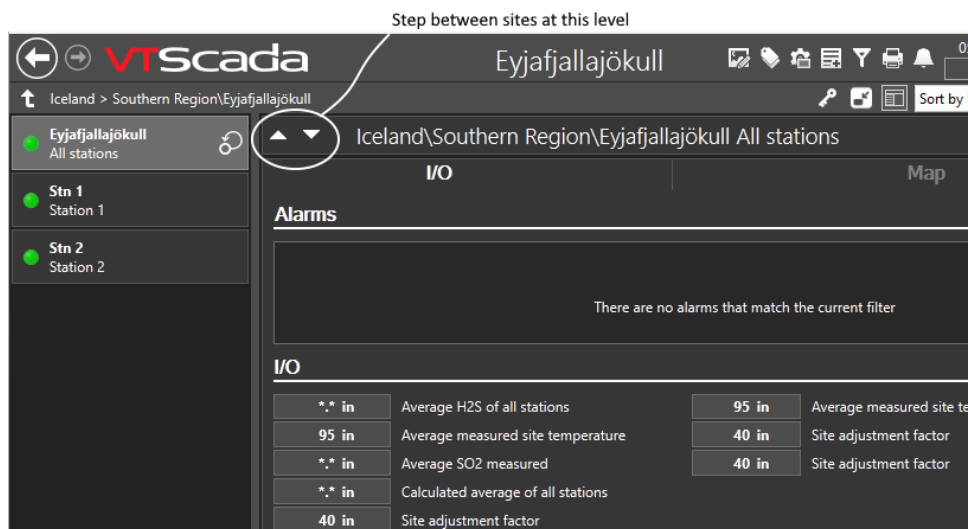 Step between sites at this level
VTScada
Eyjafjallajökull
Iceland > Southern Region\Eyjafjallajökull
Sort by
Eyjafjallajökull
All stations
Stn 1
Station 1
Stn 2
Station 2
Iceland\Southern Region\Eyjafjallajökull All stations
I/O
Map
Alarms
There are no alarms that match the current filter
I/O
*.* in Average H2S of all stations
95 in Average measured site temperature
*.* in Average SO2 measured
*.* in Calculated average of all stations
40 in Site adjustment factor
95 in Average measured site
40 in Site adjustment factor
40 in Site adjustment factor